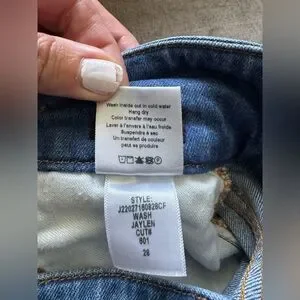 Wash inside out in cold water
Hang dry
Color transfer may occur
Laver à l'envers à l'eau froide
Suspendre à sec
Un transfert de couleur
peut se produire
STYLE:
J22027180828CF
WASH
JAYLEN
CUT#
601
28